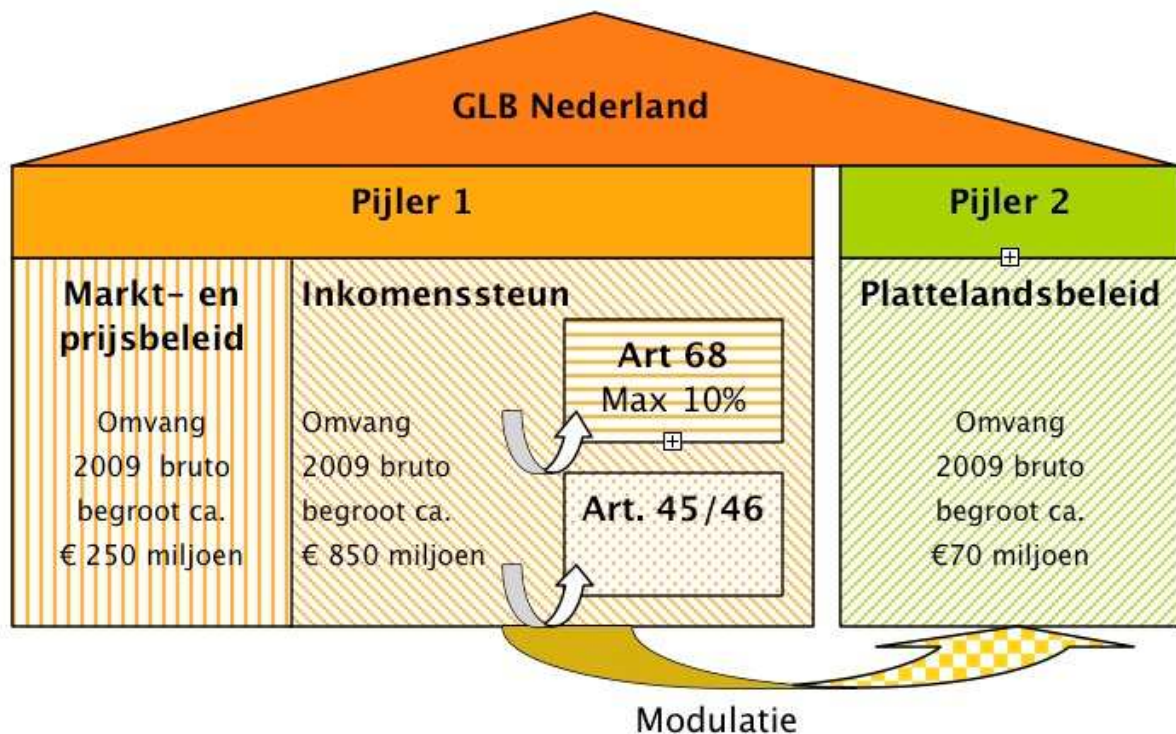 GLB Nederland
Pijler 1
Pijler 2
Markt- en
prijsbeleid
Omvang
2009 bruto
begroot ca.
€ 250 miljoen
Inkomenssteun
Omvang
2009 bruto
begroot ca.
€ 850 miljoen
Art 68
Max 10%
Art. 45/46
Plattelandsbeleid
Omvang
2009 bruto
begroot ca.
€70 miljoen
Modulatie